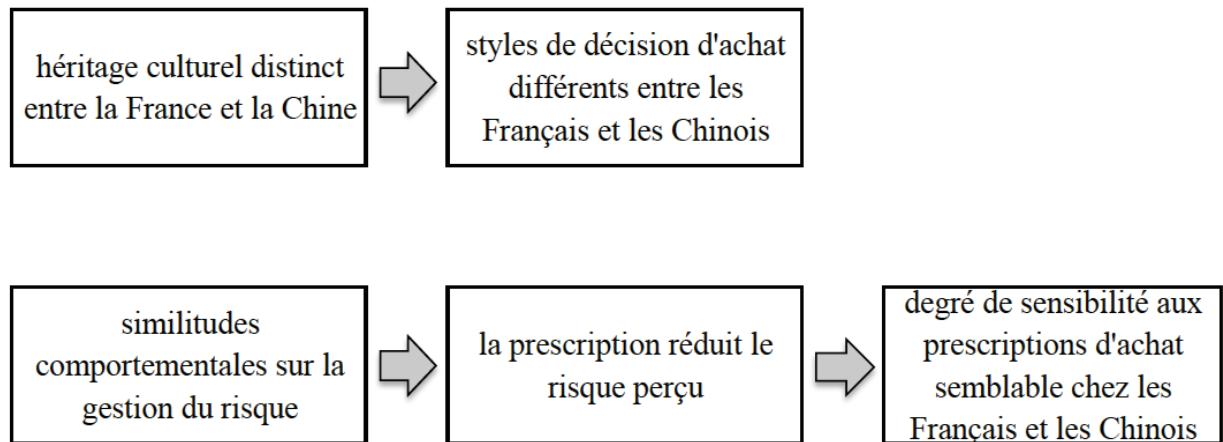 héritage culturel distinct
entre la France et la Chine
styles de décision d'achat
différents entre les
Français et les Chinois
similitudes
comportementales sur la
gestion du risque
la prescription réduit le
risque perçu
degré de sensibilité aux
prescriptions d'achat
semblable chez les
Français et les Chinois